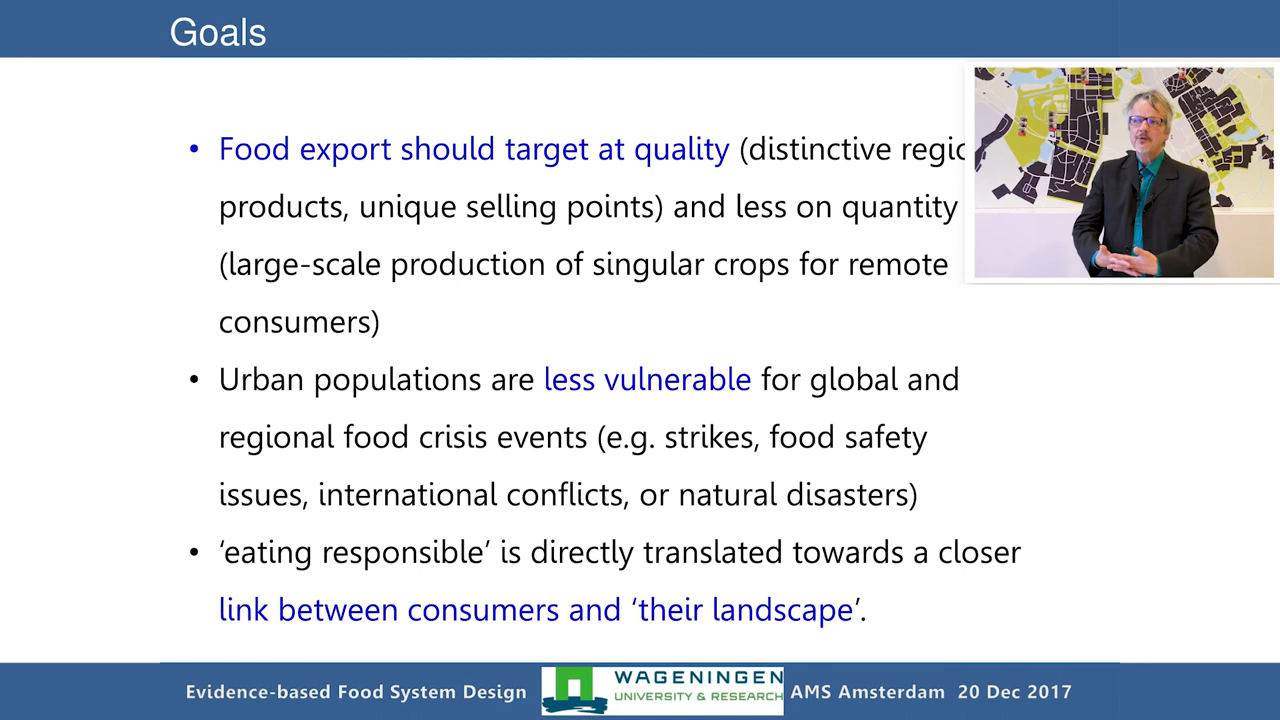 Goals
• Food export should target at quality (distinctive
products, unique selling points) and less on quantity
(large-scale production of singular crops for remote
consumers)
• Urban populations are less vulnerable for global and
regional food crisis events (e.g. strikes, food safety
issues, international conflicts, or natural disasters)
• ‘eating responsible’ is directly translated towards a closer
link between consumers and ‘their landscape’.
Evidence-based Food System Design
WAGENINGEN
UNIVERSITY & RESEARCH
AMS Amsterdam 20 Dec 2017